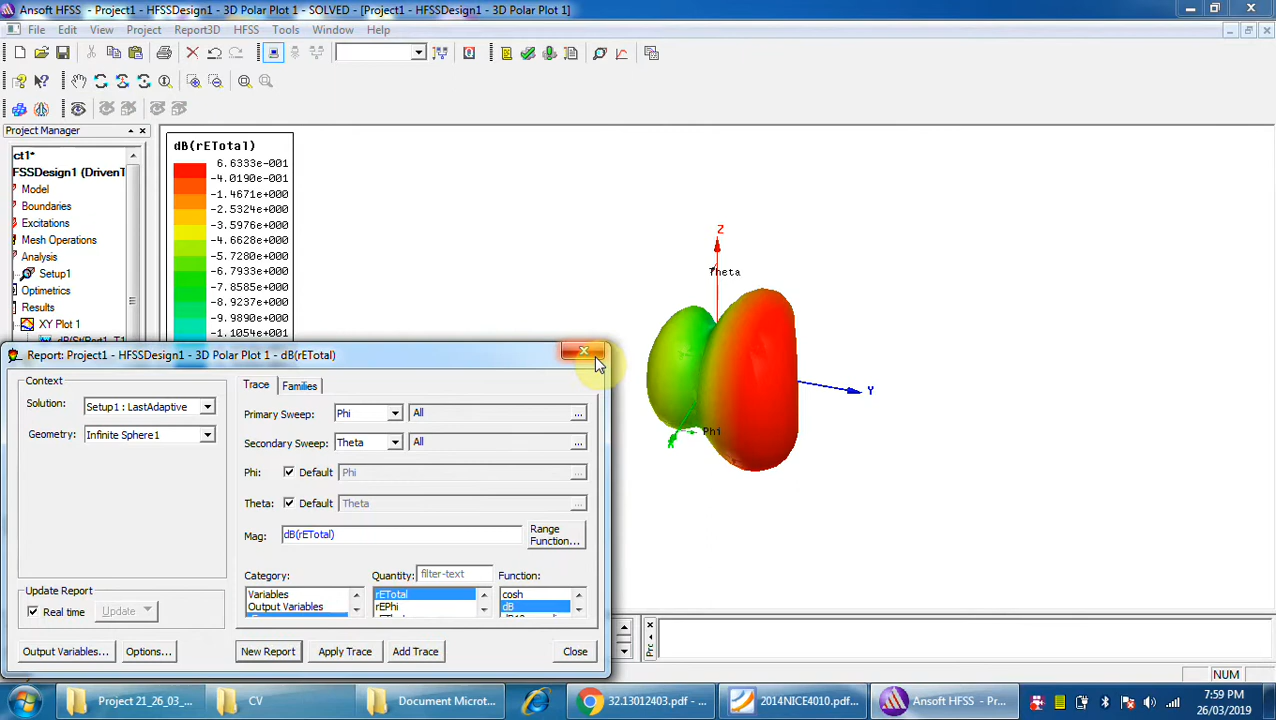 Ansoft HFSS - Project1 - HFSSDesign1 - 3D Polar Plot 1 - SOLVED - [Project1 - HFSSDesign1 - 3D Polar Plot 1]
File Edit View Project Report3D HFSS Tools Window Help
Project Manager
ct1*
FSSDesign1 (DrivenT
Model
Boundaries
Excitations
Mesh Operations
Analysis
Setup1
Optimetrics
Results
XY Plot 1
dB(St(Port1_T1
dB(rETotal)
6.6333e-001
-4.0190e-001
-1.4671e+000
-2.5324e+000
-3.5976e+000
-4.6628e+000
-5.7280e+000
-6.7933e+000
-7.8585e+000
-8.9237e+000
-9.9890e+000
-1.1054e+001
Z
Theta
Y
Phi
X
Report: Project1 - HFSSDesign1 - 3D Polar Plot 1 - dB(rETotal)
Context
Solution: Setup1 : LastAdaptive
Geometry: Infinite Sphere1
Update Report
Real time Update
Trace Families
Primary Sweep: Phi All ...
Secondary Sweep: Theta All ...
Phi: Default Phi ...
Theta: Default Theta ...
Mag: dB(rETotal) Range Function...
Category: Quantity: filter-text Function:
Variables rETotal cosh
Output Variables rEPhi dB
Output Variables... Options... New Report Apply Trace Add Trace Close
Prc
NUM
Project 21_26_03_... CV Document Microt... 32.13012403.pdf - ... 2014NICE4010.pdf... Ansoft HFSS - Pr...
7:59 PM
26/03/2019